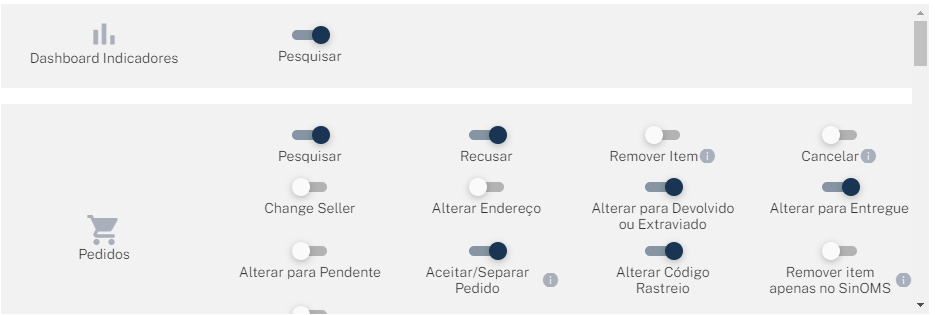 Dashboard Indicadores
Pesquisar
Pesquisar
Recusar
Remover Item
Cancelar
Change Seller
Alterar Endereço
Alterar para Devolvido
ou Extraviado
Alterar para Entregue
Pedidos
Alterar para Pendente
Aceitar/Separar
Pedido
Alterar Código
Rastreio
Remover item
apenas no SinOMS